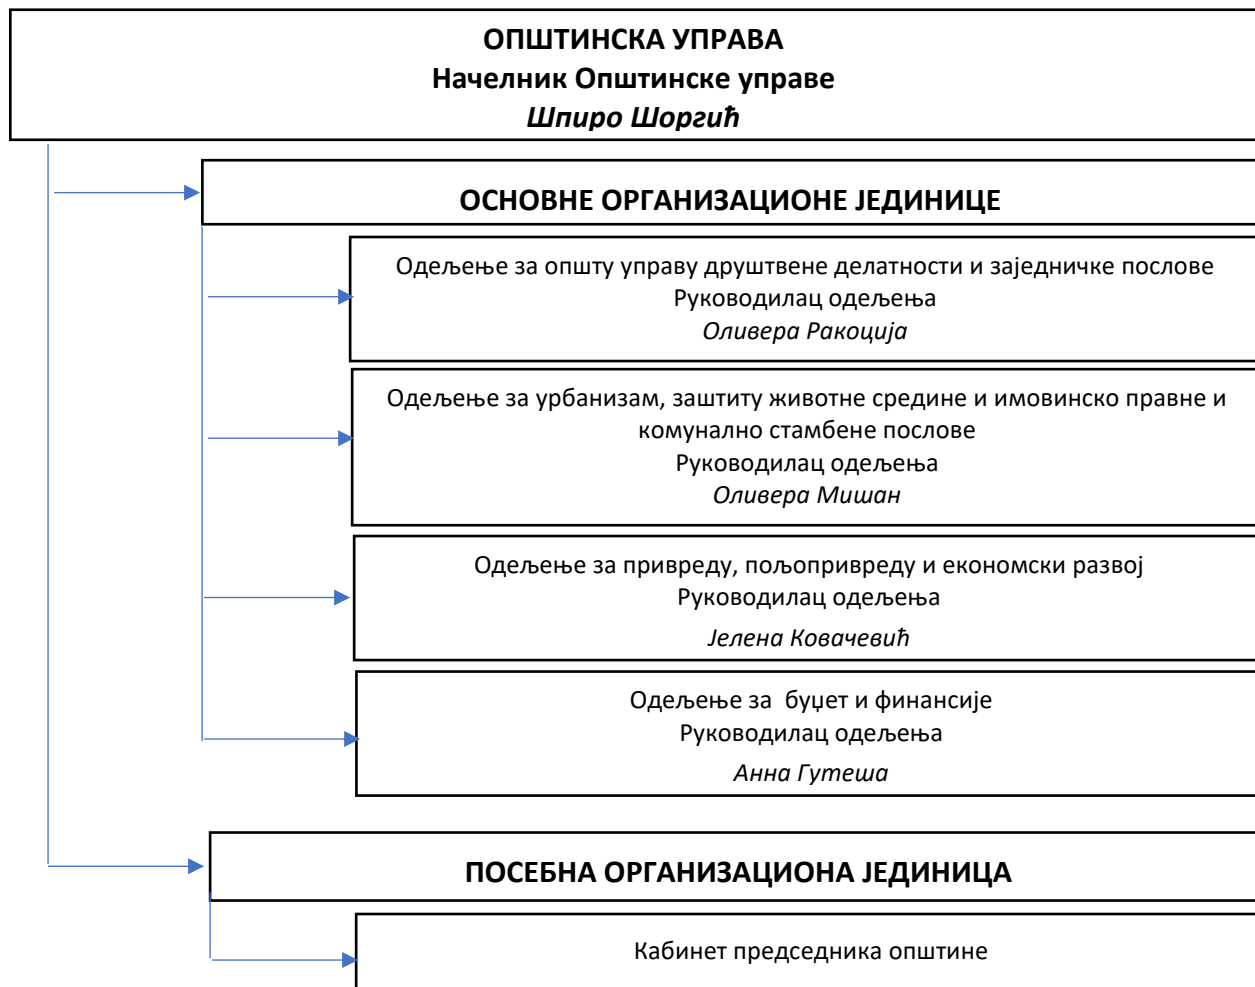 ОПШТИНСКА УПРАВА
Начелник Општинске управе
Шпиро Шоргић
ОСНОВНЕ ОРГАНИЗАЦИОНЕ ЈЕДИНИЦЕ
Одељење за општу управу друштвене делатности и заједничке послове
Руководилац одељења
Оливера Ракоција
Одељење за урбанизам, заштиту животне средине и имовинско правне и
комунално стамбене послове
Руководилац одељења
Оливера Мишан
Одељење за привреду, пољопривреду и економски развој
Руководилац одељења
Јелена Ковачевић
Одељење за буџет и финансије
Руководилац одељења
Анна Гутеша
ПОСЕБНА ОРГАНИЗАЦИОНА ЈЕДИНИЦА
Кабинет председника општине